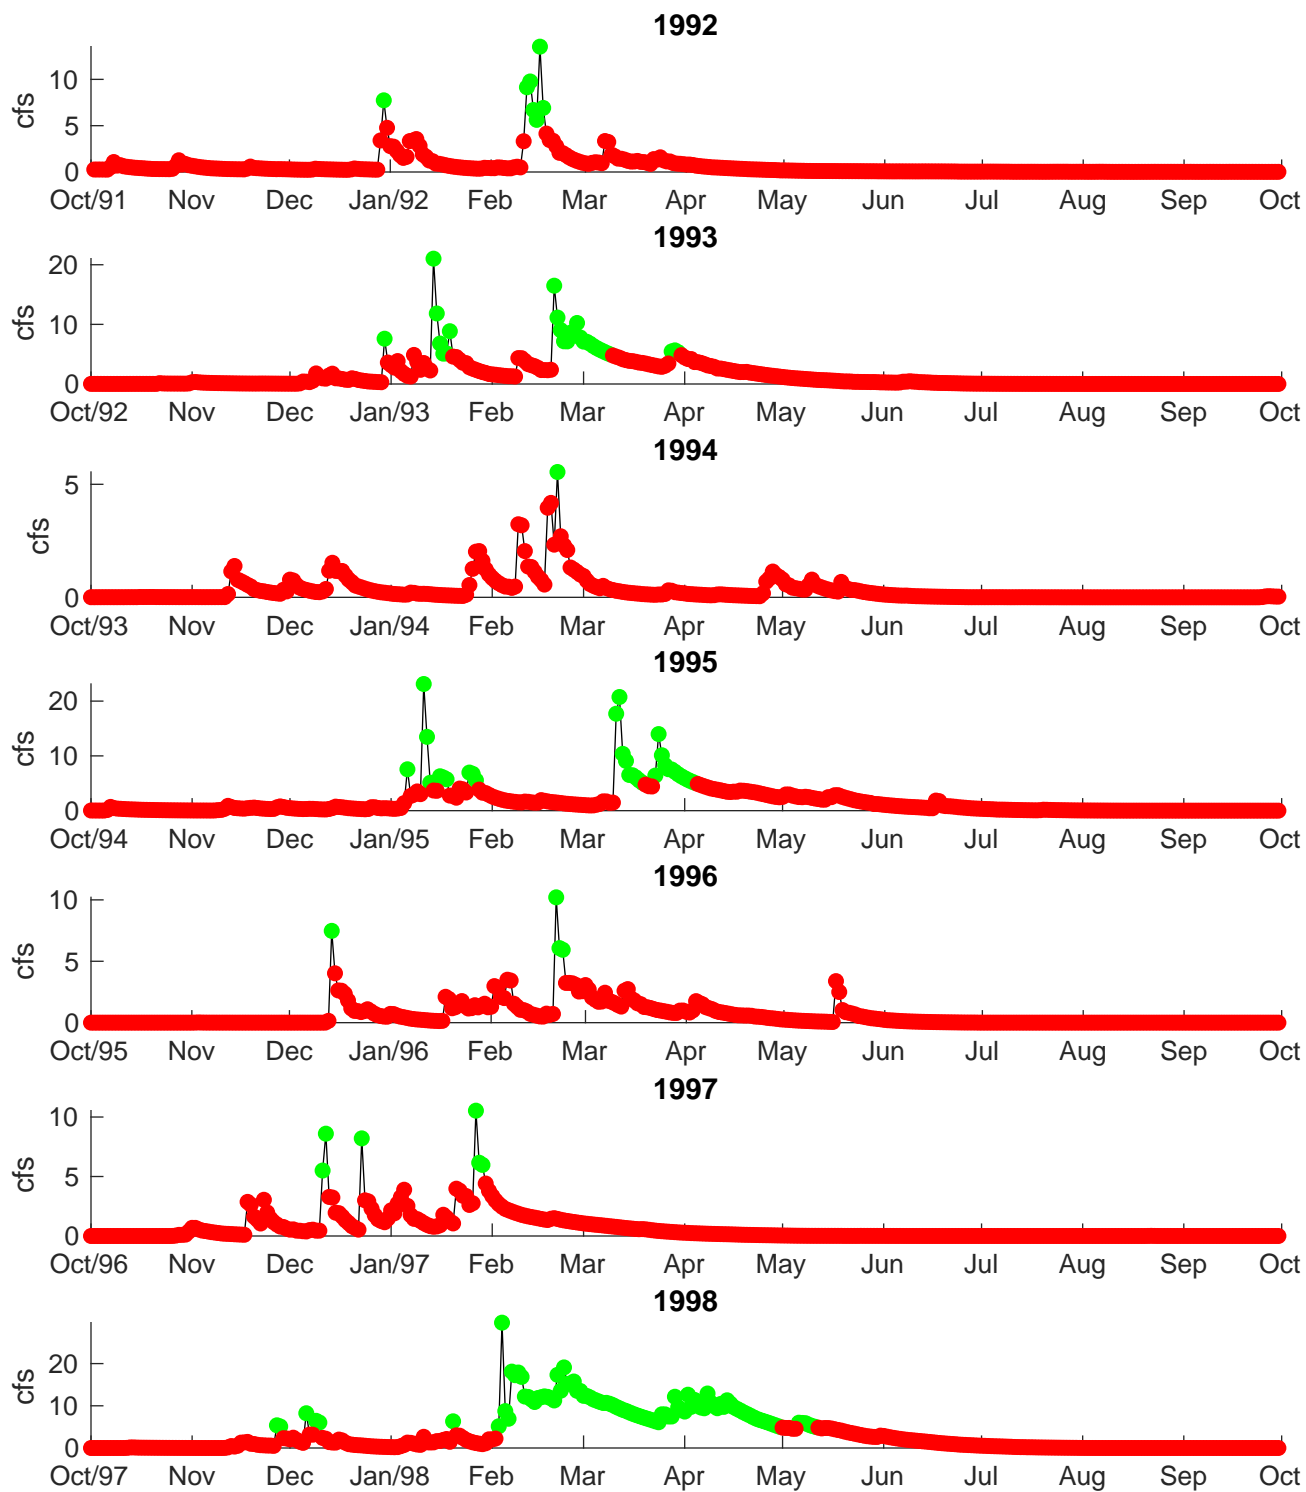 1992
10
5
0
cfs
Oct/91 Nov Dec Jan/92 Feb Mar Apr May Jun Jul Aug Sep Oct
1993
20
10
0
cfs
Oct/92 Nov Dec Jan/93 Feb Mar Apr May Jun Jul Aug Sep Oct
1994
5
0
cfs
Oct/93 Nov Dec Jan/94 Feb Mar Apr May Jun Jul Aug Sep Oct
1995
20
10
0
cfs
Oct/94 Nov Dec Jan/95 Feb Mar Apr May Jun Jul Aug Sep Oct
1996
10
5
0
cfs
Oct/95 Nov Dec Jan/96 Feb Mar Apr May Jun Jul Aug Sep Oct
1997
10
5
0
cfs
Oct/96 Nov Dec Jan/97 Feb Mar Apr May Jun Jul Aug Sep Oct
1998
20
10
0
cfs
Oct/97 Nov Dec Jan/98 Feb Mar Apr May Jun Jul Aug Sep Oct